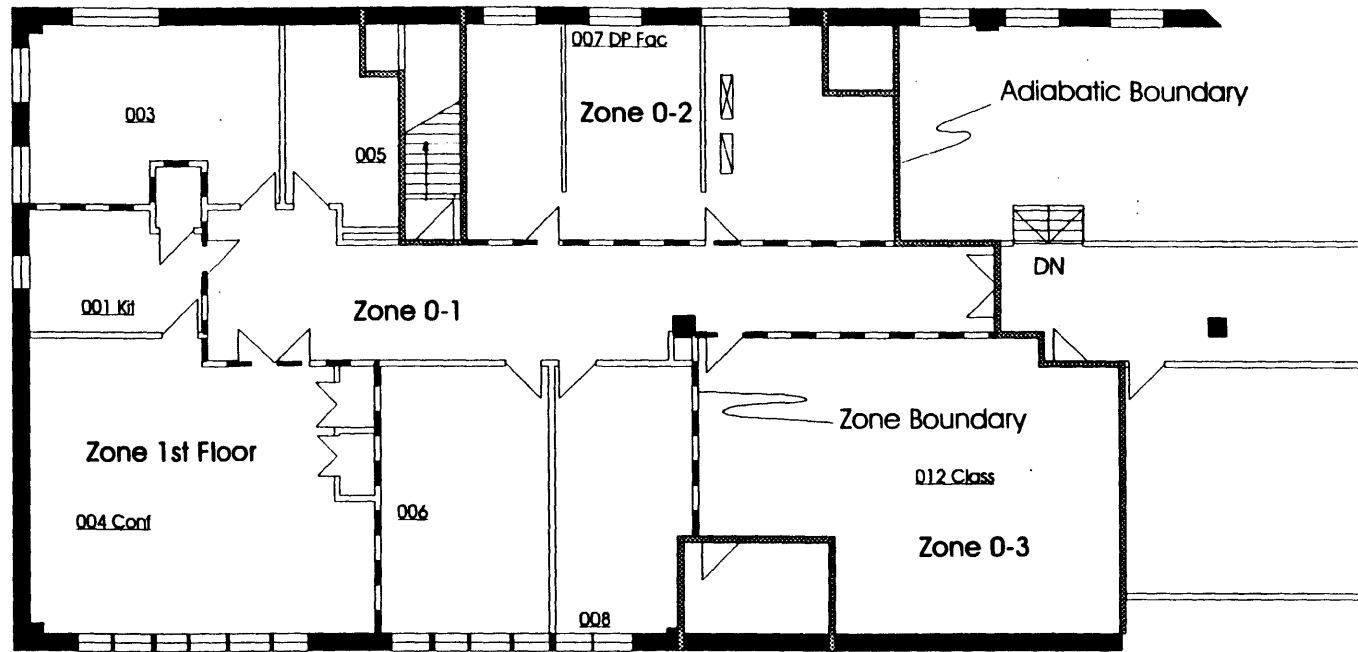 007 DP Fac
Adiabatic Boundary
Zone 0-2
003
005
DN
001 Kit
Zone 0-1
Zone Boundary
Zone 1st Floor
012 Class
006
004 Conf
Zone 0-3
008